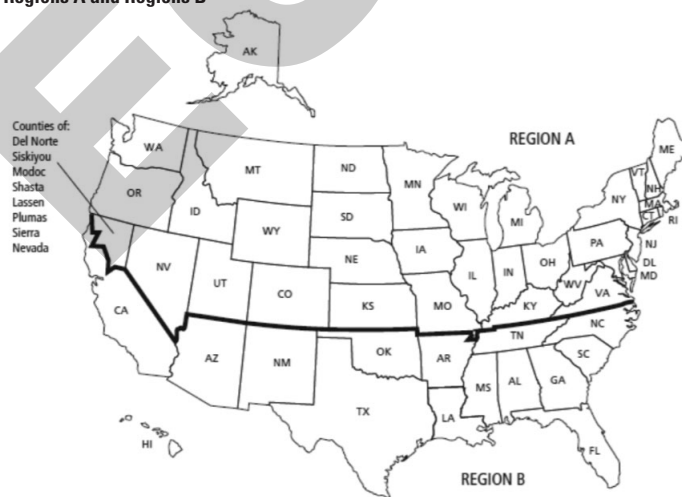 Regions A and Regions B
AK
Counties of:
Del Norte
Siskiyou
Modoc
Shasta
Lassen
Plumas
Sierra
Nevada
REGION A
WA
OR
ID
MT
WY
ND
SD
NE
MN
IA
WI
MI
IL
IN
OH
PA
NY
VT
NH
ME
MA
CT
RI
NJ
DL
MD
WV
VA
KY
MO
KS
CO
UT
NV
CA
AZ
NM
OK
AR
TN
NC
SC
GA
AL
MS
LA
TX
FL
HI
REGION B